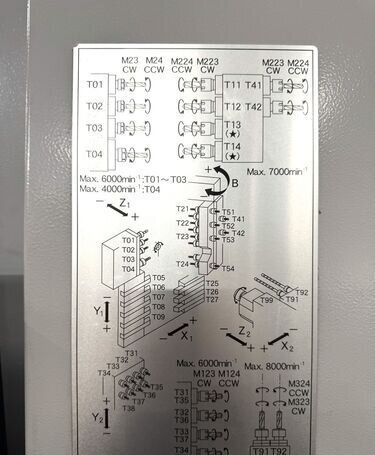 M23 M24 M224 M223 M223 M224
CW CCW CCW CW CW CCW
T01 T11 T41
T02 T12 T42
T03 T13
(★)
T04 T14
(★)
Max. 6000min⁻¹:T01~T03 Max. 7000min⁻¹
Max. 4000min⁻¹:T04
+ B
− Z1 +
T21 T51
T22 T41
T52
T23 T42
T53
T01
T02
T03
T04
T24 T54
T05 T25
T06 T26
T07 T27
T08
T09
− Y1 +
− X1 +
T92
T99 T91
− Z2 +
− X2 +
T31
T32
T33
T34 T35
T36
T37
T38
− Y2
Max. 6000min⁻¹ Max. 8000min⁻¹
M123 M124
CW CCW
M324
CCW
M323
CW
T31
T35
T32
T36
T33
T37
T34
T91 T92